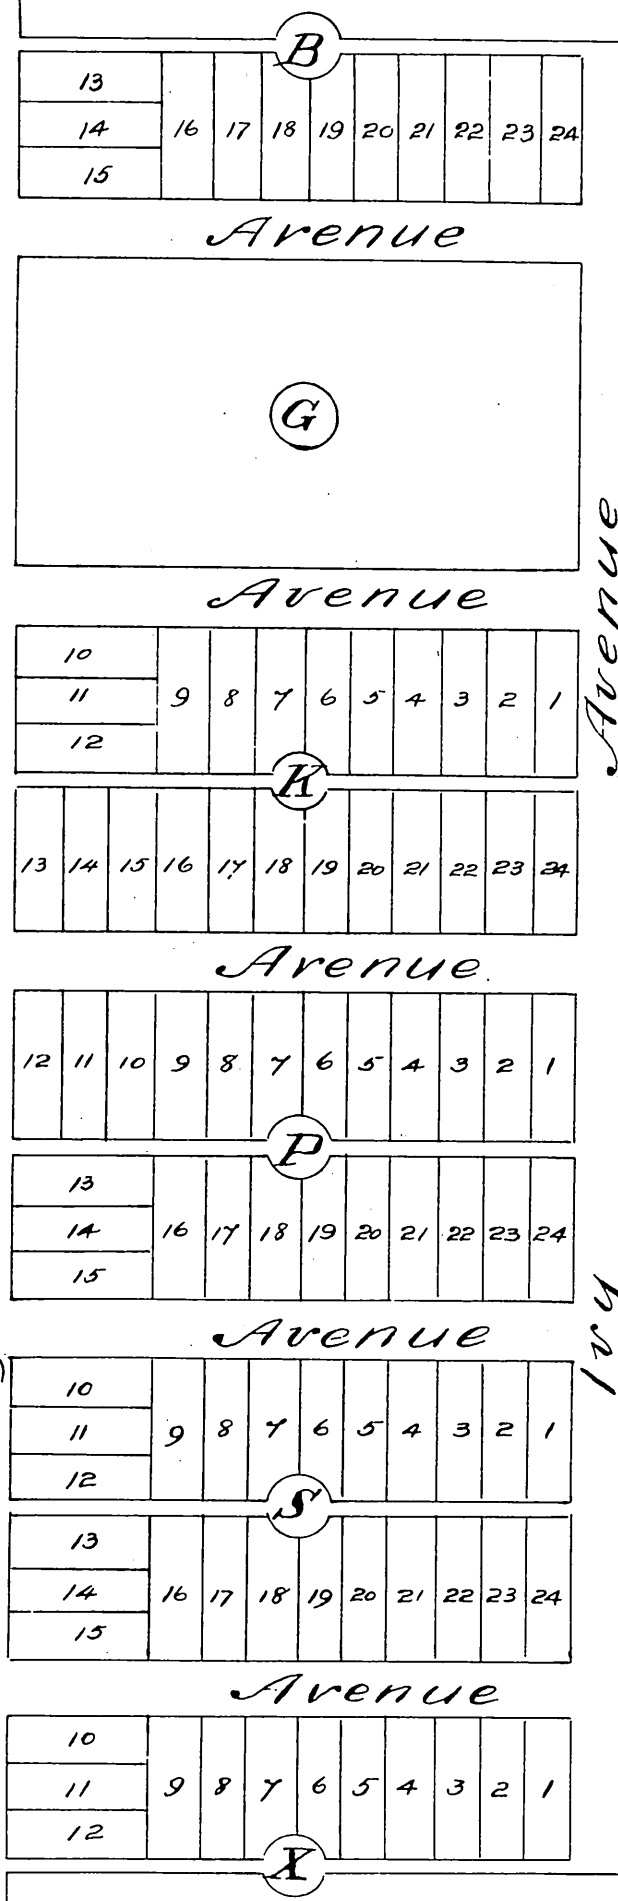 B
13
14
15
16 17 18 19 20 21 22 23 24
Avenue
G
Avenue
10
11
12
9 8 7 6 5 4 3 2 1
K
13 14 15 16 17 18 19 20 21 22 23 24
Avenue
12 11 10 9 8 7 6 5 4 3 2 1
P
13
14
15
16 17 18 19 20 21 22 23 24
Avenue
10
11
12
9 8 7 6 5 4 3 2 1
S
13
14
15
16 17 18 19 20 21 22 23 24
Avenue
10
11
12
9 8 7 6 5 4 3 2 1
X
Ivy Avenue